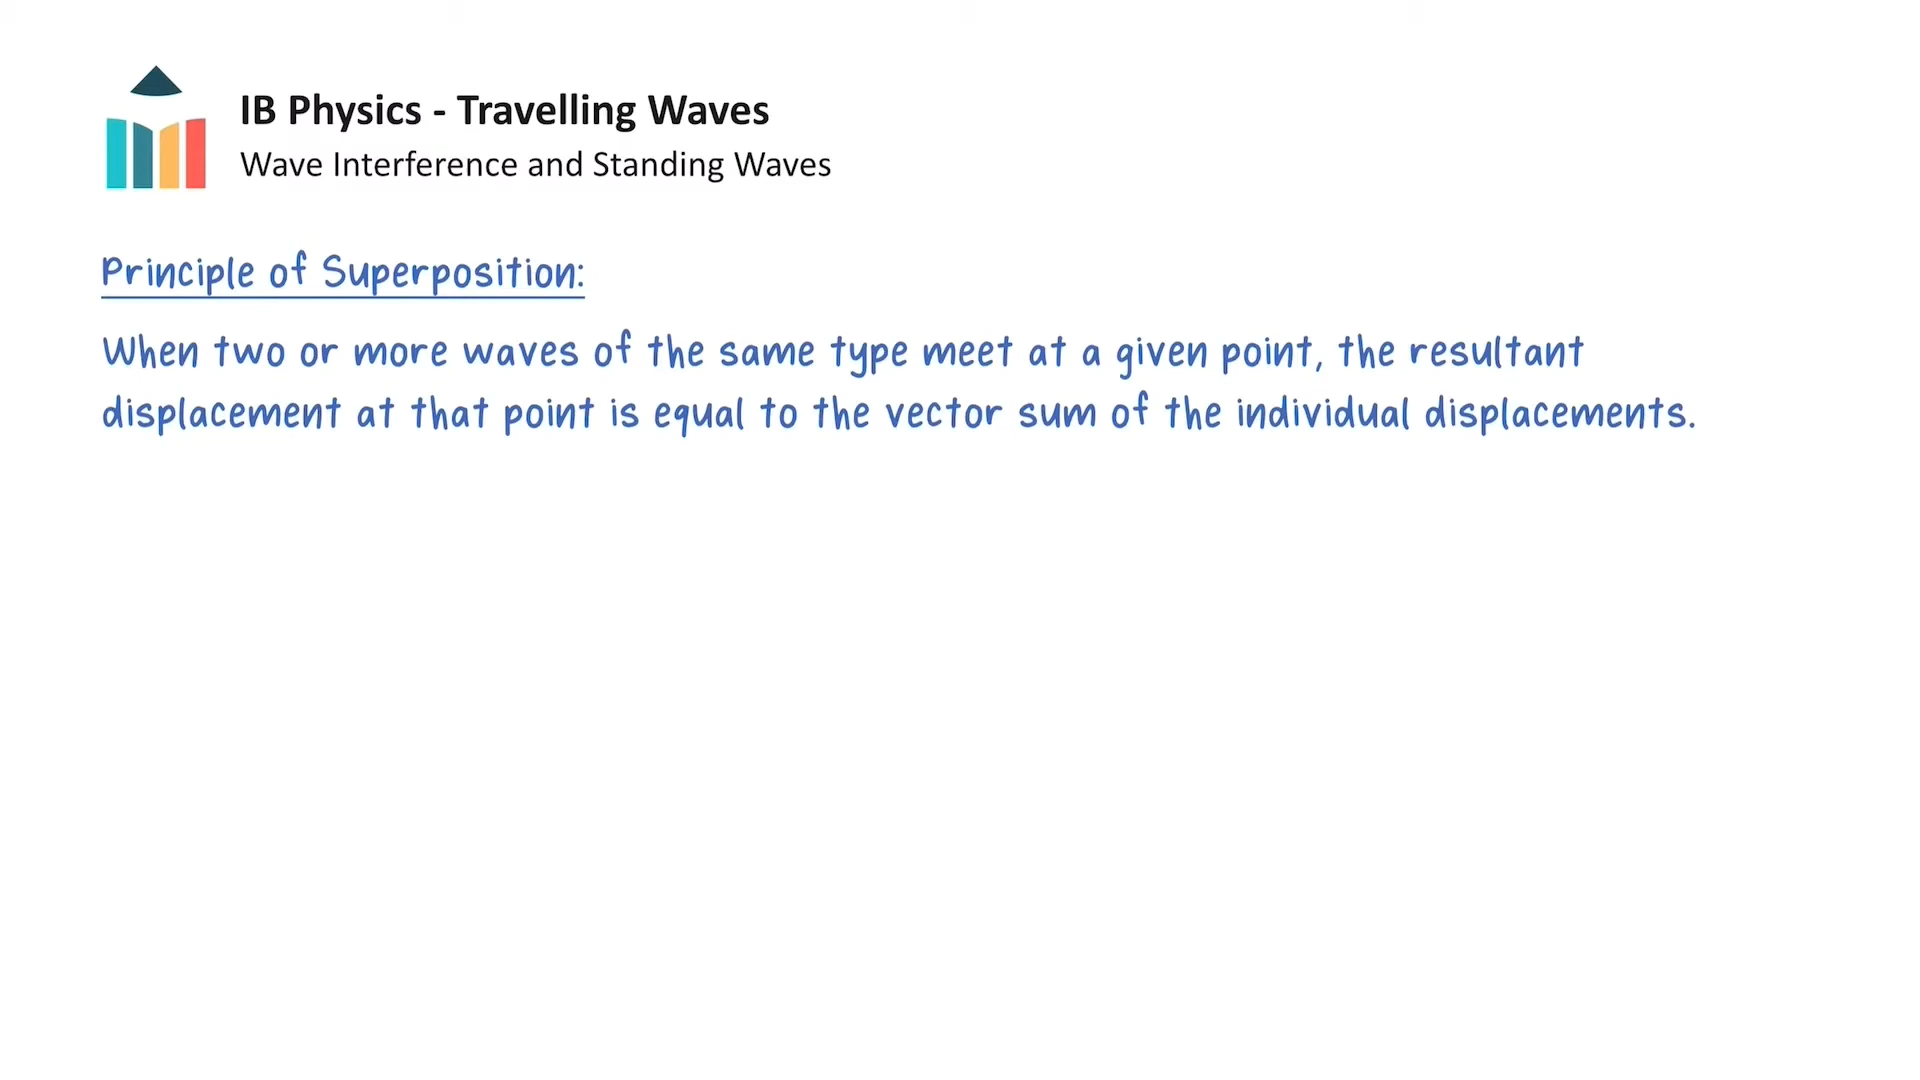 IB Physics - Travelling Waves
Wave Interference and Standing Waves
Principle of Superposition:
When two or more waves of the same type meet at a given point, the resultant
displacement at that point is equal to the vector sum of the individual displacements.